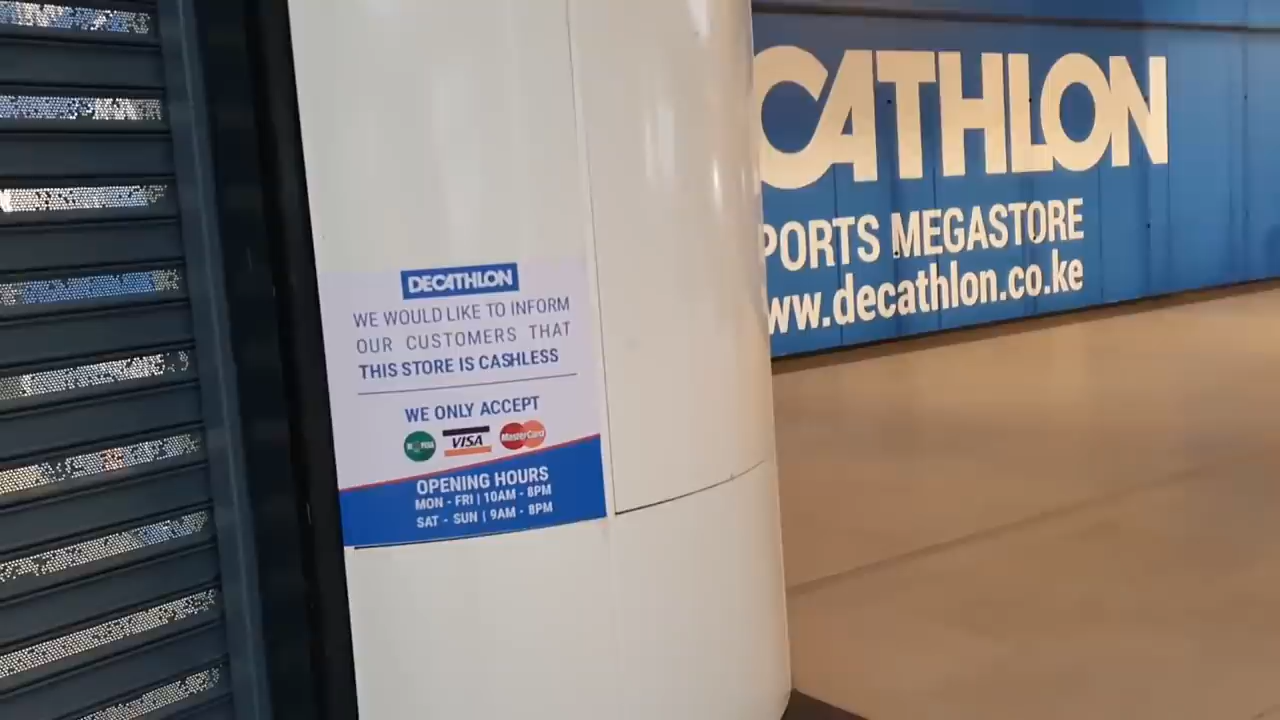 DECATHLON
WE WOULD LIKE TO INFORM
OUR CUSTOMERS THAT
THIS STORE IS CASHLESS
WE ONLY ACCEPT
VISA MasterCard
OPENING HOURS
MON - FRI | 10AM - 8PM
SAT - SUN | 9AM - 8PM
CATHLON
PORTS MEGASTORE
ww.decathlon.co.ke